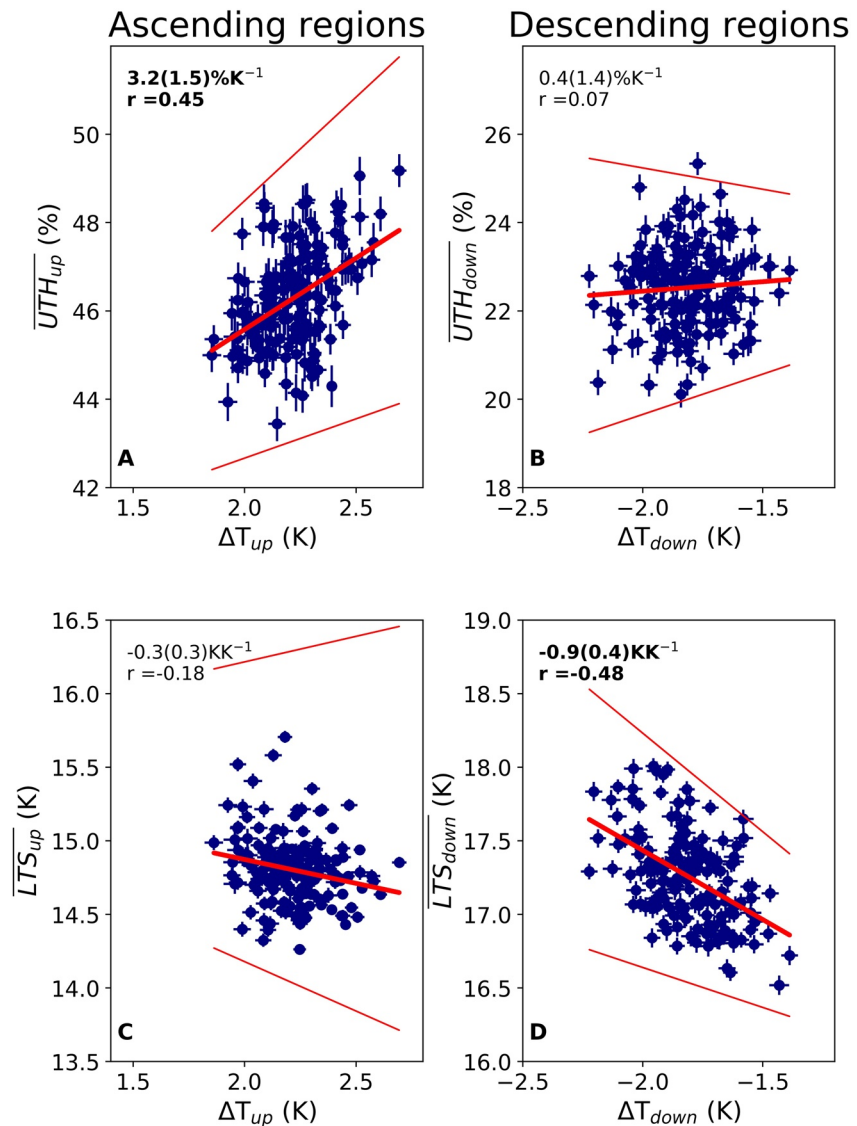 Ascending regions
Descending regions
3.2(1.5)%K⁻¹
r =0.45
50
48
46
44
42
UTH_up (%)
A
1.5
2.0
2.5
ΔT_up (K)
0.4(1.4)%K⁻¹
r =0.07
26
24
22
20
18
UTH_down (%)
B
−2.5
−2.0
−1.5
ΔT_down (K)
-0.3(0.3)KK⁻¹
r =-0.18
16.5
16.0
15.5
15.0
14.5
14.0
13.5
LTS_up (K)
C
1.5
2.0
2.5
ΔT_up (K)
-0.9(0.4)KK⁻¹
r =-0.48
19.0
18.5
18.0
17.5
17.0
16.5
16.0
LTS_down (K)
D
−2.5
−2.0
−1.5
ΔT_down (K)